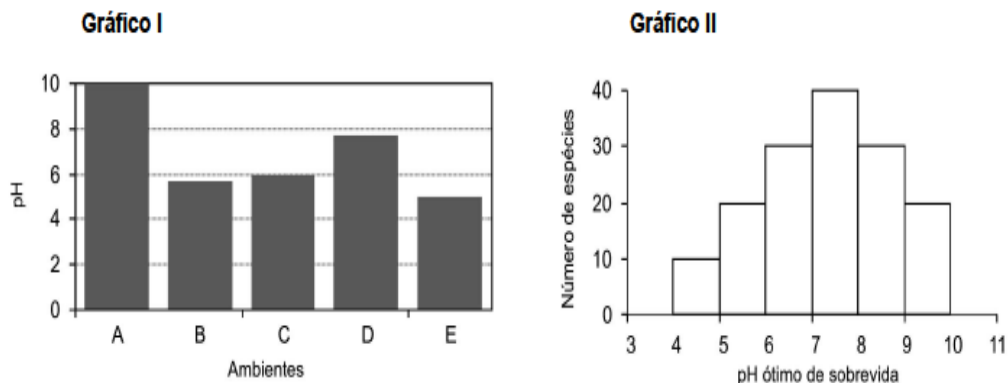 Gráfico I
10
8
6
4
2
0
pH
A B C D E
Ambientes
Gráfico II
40
30
20
10
0
Número de espécies
3 4 5 6 7 8 9 10 11
pH ótimo de sobrevida